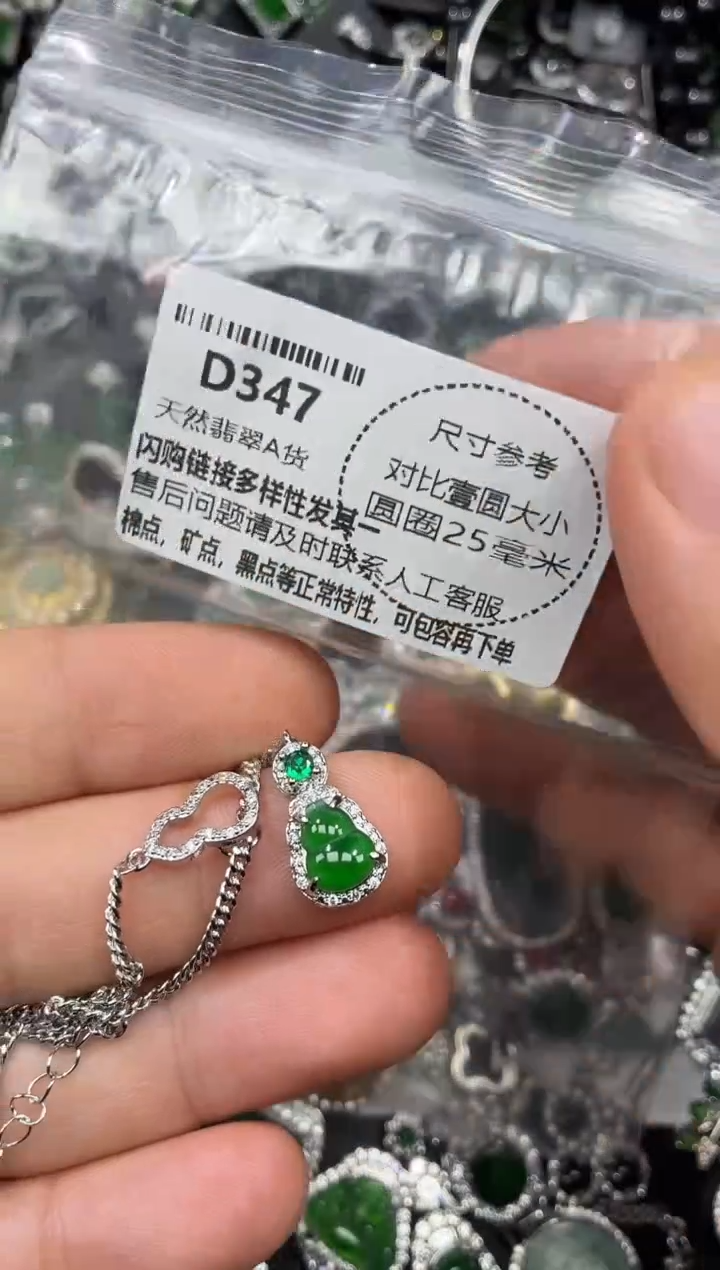 D347
天然翡翠A货
闪购链接多样性发其一
售后问题请及时联系人工客服
棉点，矿点，黑点等正常特性，可包容再下单
尺寸参考
对比壹圆大小
圆圈25毫米